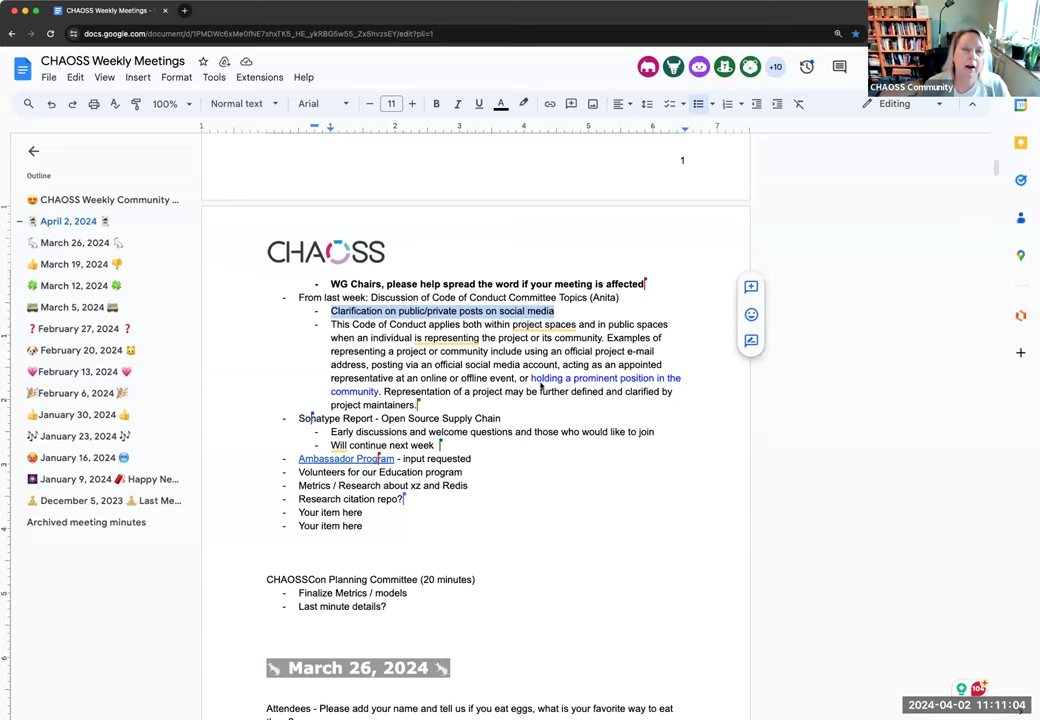 CHAOSS Weekly Meetings -
docs.google.com/document/d/1PMDWc6xMe0fNE7shxTK5_HE_ykRBG5w55_Zx5hvzsEY/edit?pli=1
CHAOSS Weekly Meetings
File Edit View Insert Format Tools Extensions Help
+10
CHAOSS Community
100% Normal text Arial 11 B I U A Editing
1 1 2 3 4 5 6 7
1
Outline
CHAOSS Weekly Community ...
April 2, 2024
March 26, 2024
March 19, 2024
March 12, 2024
March 5, 2024
February 27, 2024
February 20, 2024
February 13, 2024
February 6, 2024
January 30, 2024
January 23, 2024
January 16, 2024
January 9, 2024 Happy Ne...
December 5, 2023 Last Me...
Archived meeting minutes
CHAOSS
- WG Chairs, please help spread the word if your meeting is affected
- From last week: Discussion of Code of Conduct Committee Topics (Anita)
- Clarification on public/private posts on social media
- This Code of Conduct applies both within project spaces and in public spaces
when an individual is representing the project or its community. Examples of
representing a project or community include using an official project e-mail
address, posting via an official social media account, acting as an appointed
representative at an online or offline event, or holding a prominent position in the
community. Representation of a project may be further defined and clarified by
project maintainers.
- Sonatype Report - Open Source Supply Chain
- Early discussions and welcome questions and those who would like to join
- Will continue next week
- Ambassador Program - input requested
- Volunteers for our Education program
- Metrics / Research about xz and Redis
- Research citation repo?
- Your item here
- Your item here
CHAOSSCon Planning Committee (20 minutes)
- Finalize Metrics / models
- Last minute details?
March 26, 2024
Attendees - Please add your name and tell us if you eat eggs, what is your favorite way to eat
104
2024-04-02 11:11:04